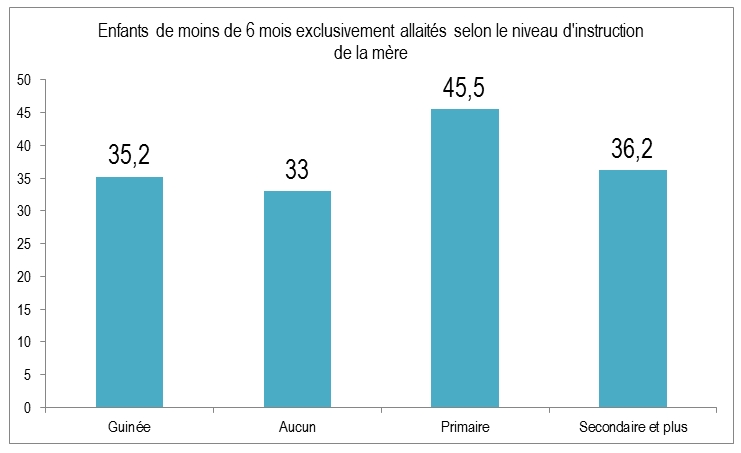 Enfants de moins de 6 mois exclusivement allaités selon le niveau d'instruction
de la mère
50
45
40
35
30
25
20
15
10
5
0
35,2
33
45,5
36,2
Guinée
Aucun
Primaire
Secondaire et plus